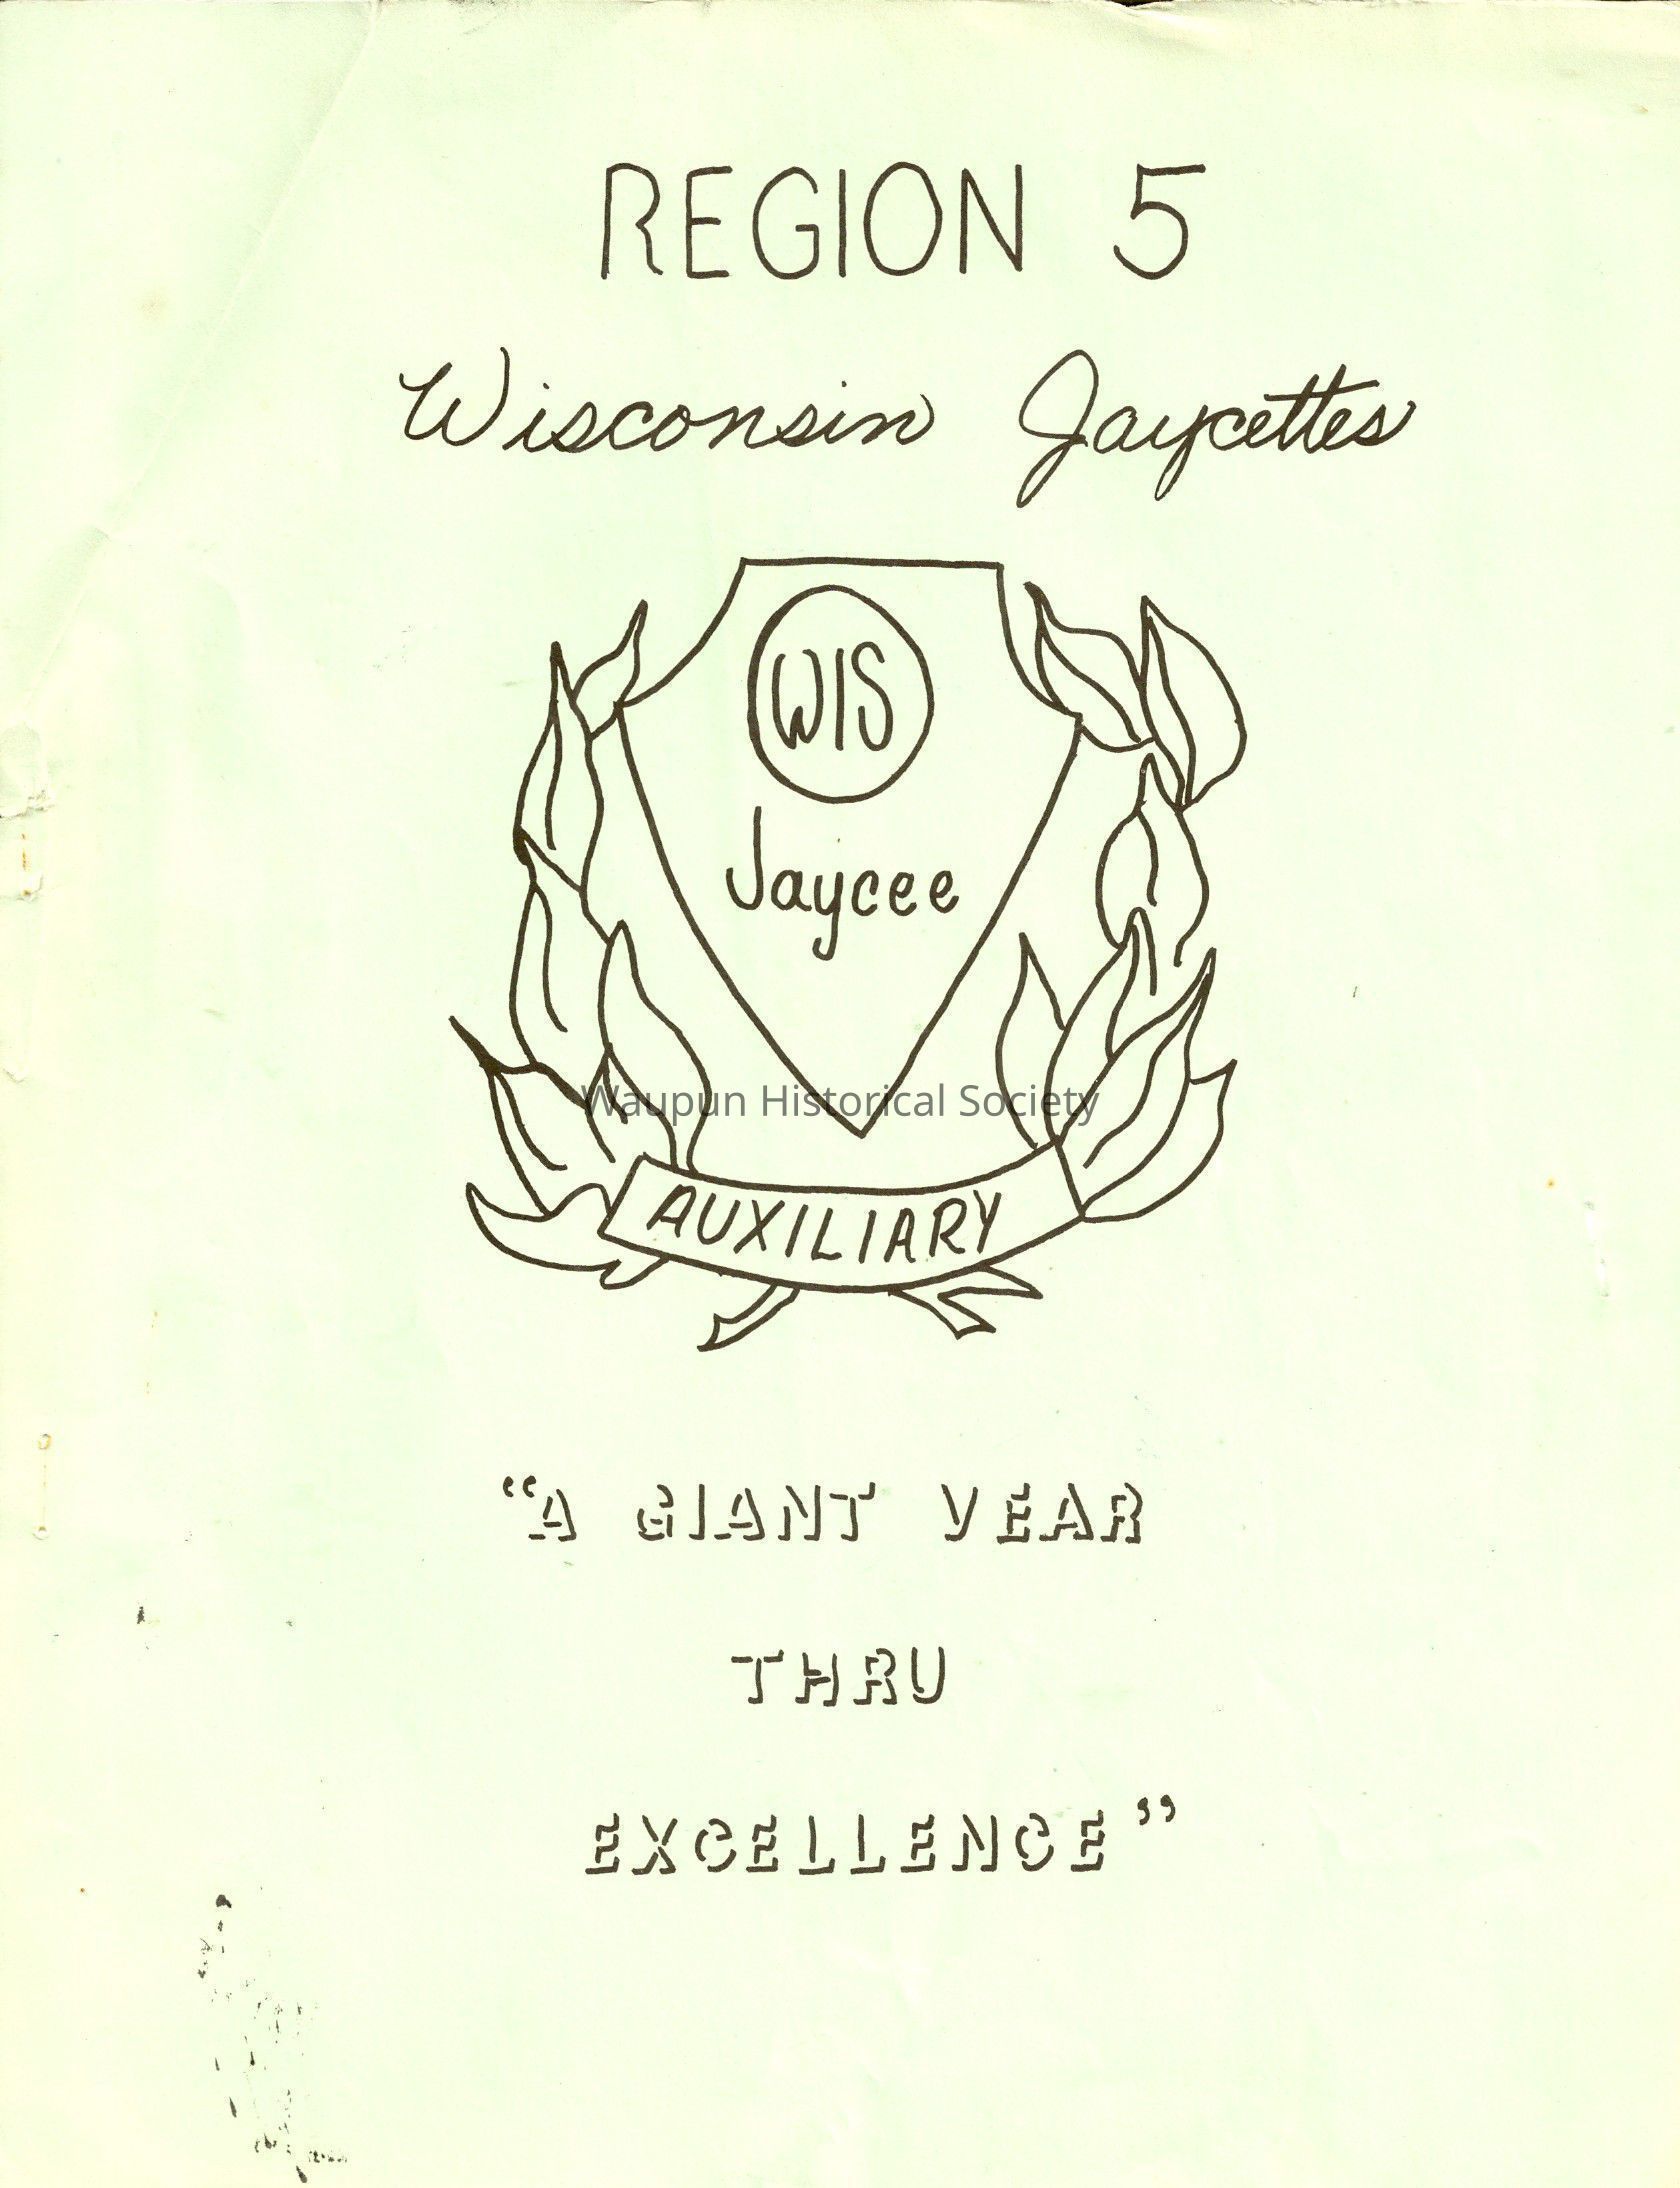 REGION 5
Wisconsin Jaycettes
WIS
Jaycee
Waupun Historical Society
AUXILIARY
“A GIANT YEAR
THRU
EXCELLENCE”